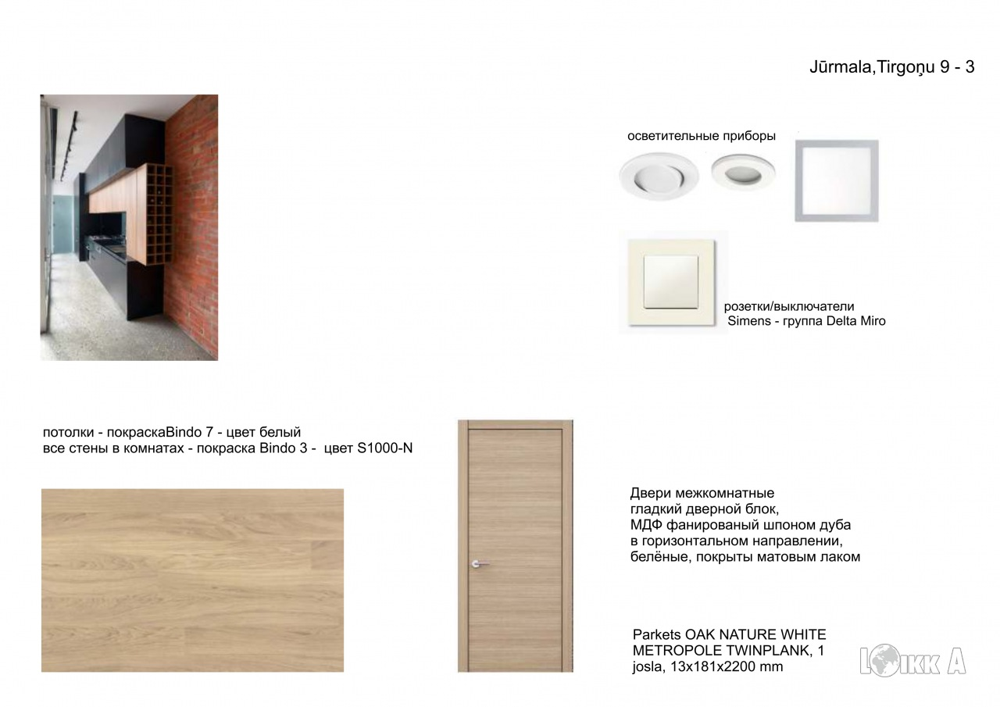 Jūrmala,Tirgoņu 9 - 3
осветительные приборы
розетки/выключатели
Simens - группа Delta Miro
потолки - покраскаBindo 7 - цвет белый
все стены в комнатах - покраска Bindo 3 - цвет S1000-N
Двери межкомнатные
гладкий дверной блок,
МДФ фанированый шпоном дуба
в горизонтальном направлении,
белёные, покрыты матовым лаком
Parkets OAK NATURE WHITE
METROPOLE TWINPLANK, 1
josla, 13x181x2200 mm
LOIKK A